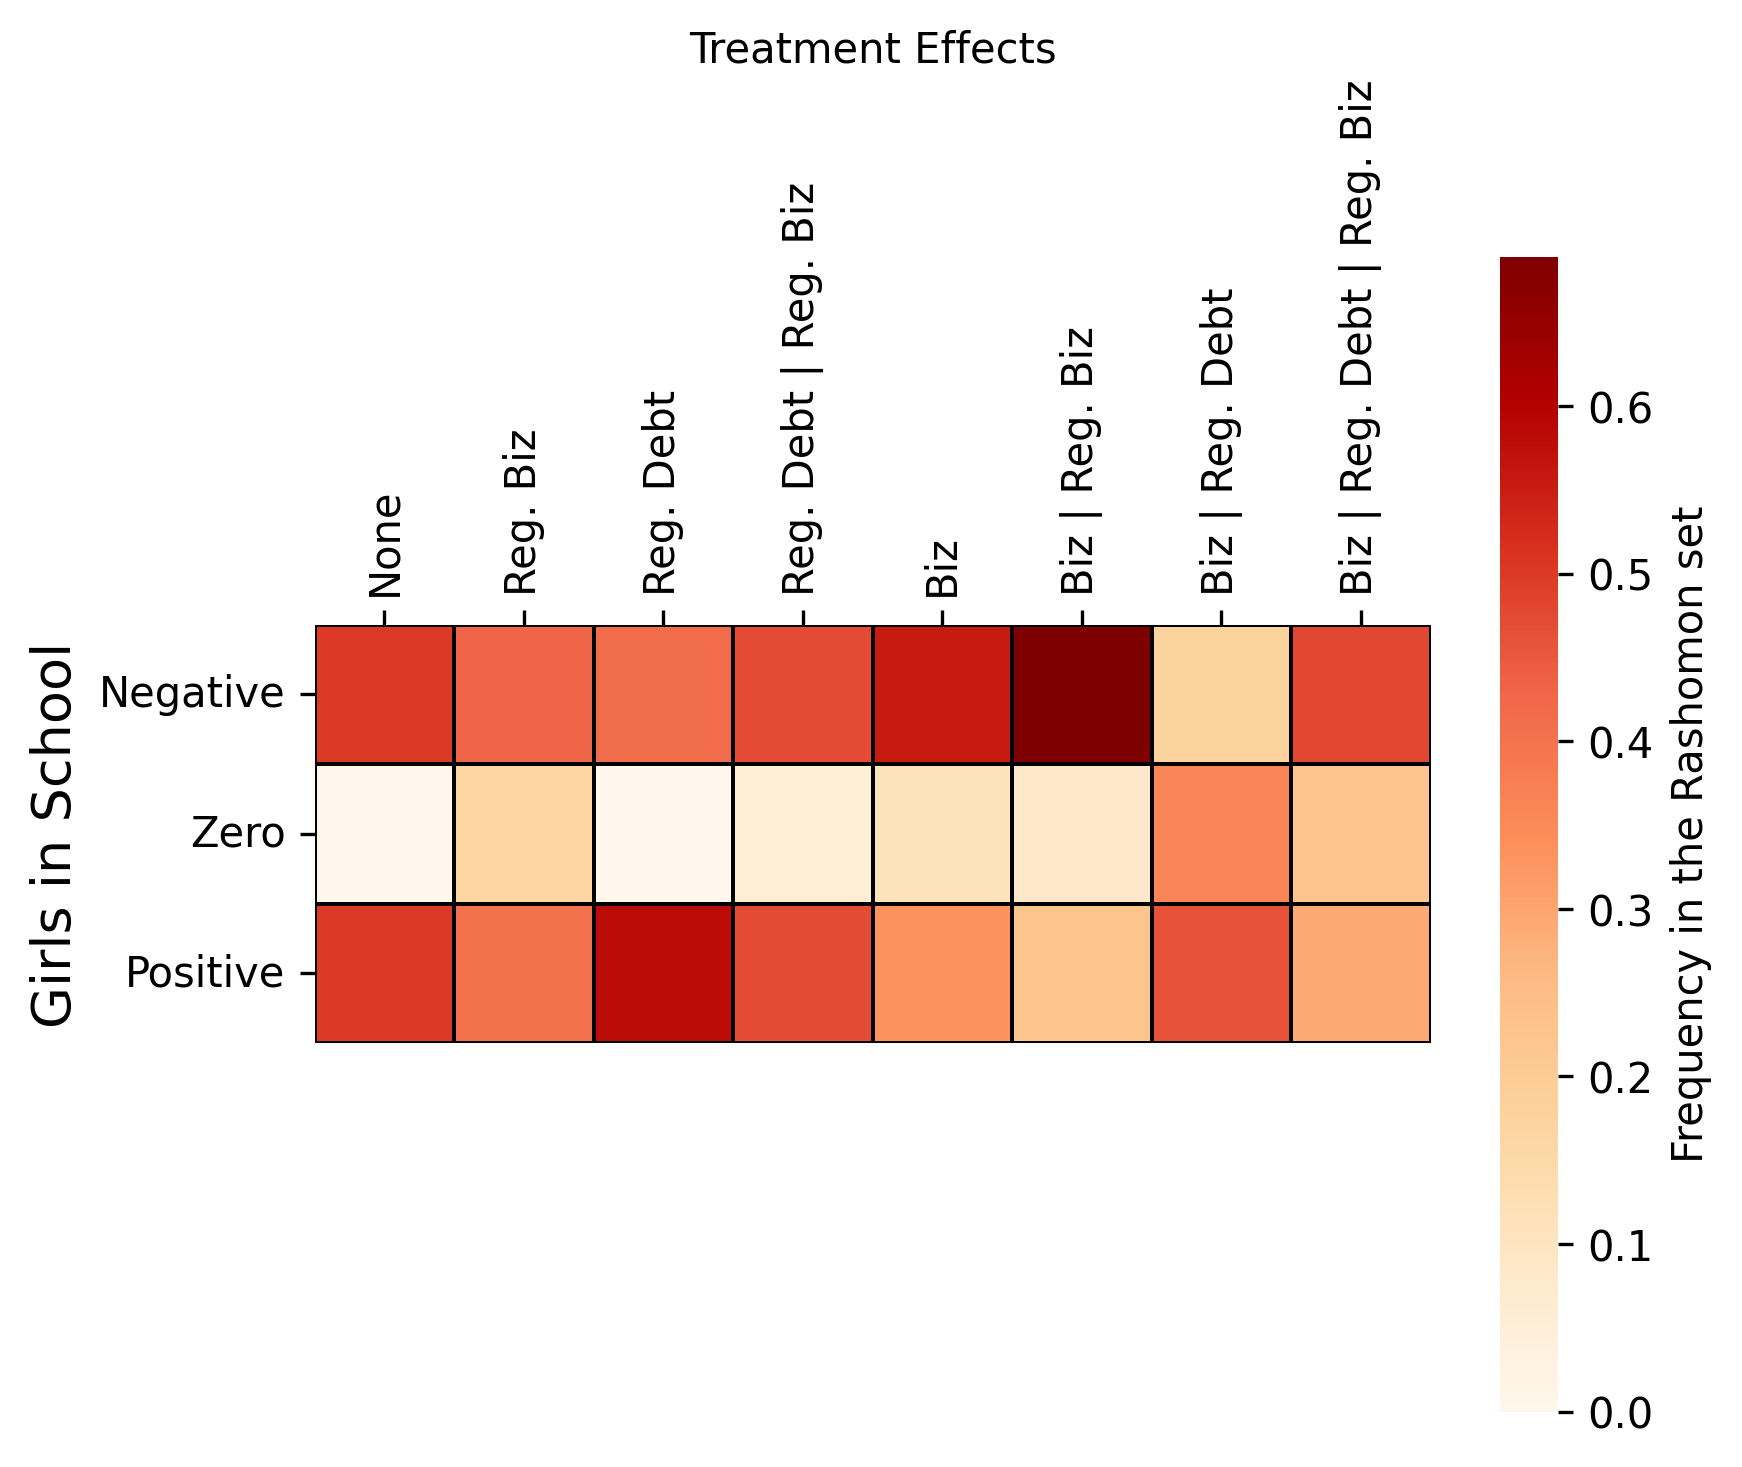 Treatment Effects
None
Reg. Biz
Reg. Debt
Reg. Debt | Reg. Biz
Biz
Biz | Reg. Biz
Biz | Reg. Debt
Biz | Reg. Debt | Reg. Biz
Girls in School
Negative
Zero
Positive
0.6
0.5
0.4
0.3
0.2
0.1
0.0
Frequency in the Rashomon set